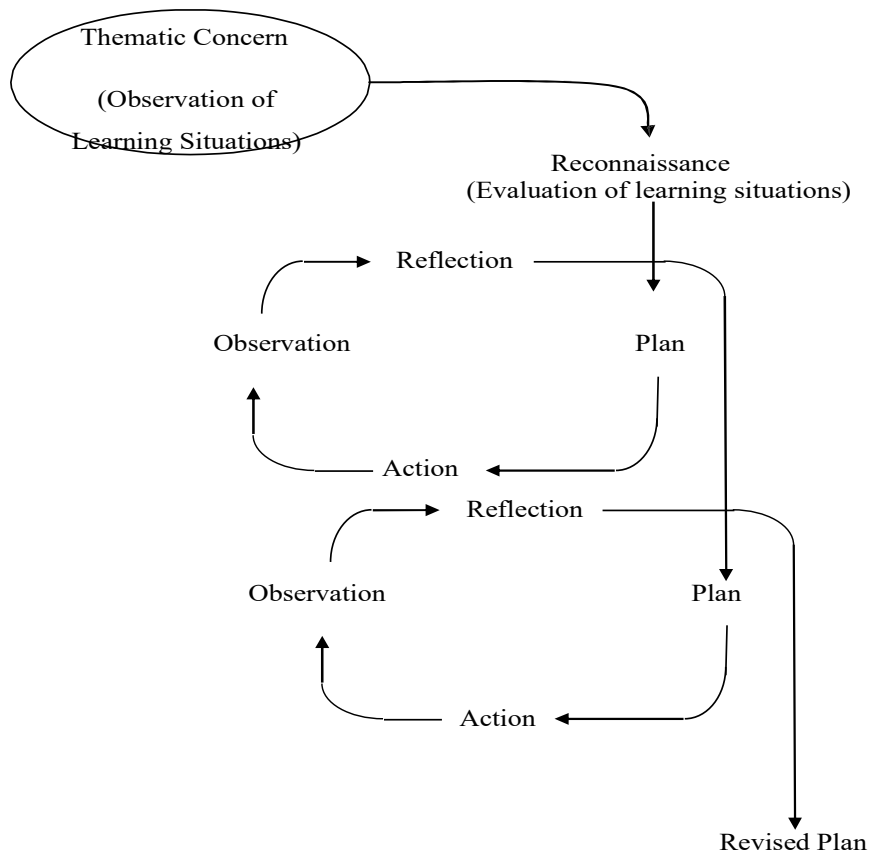 Thematic Concern
(Observation of
Learning Situations)
Reconnaissance
(Evaluation of learning situations)
Reflection
Observation
Plan
Action
Reflection
Observation
Plan
Action
Revised Plan